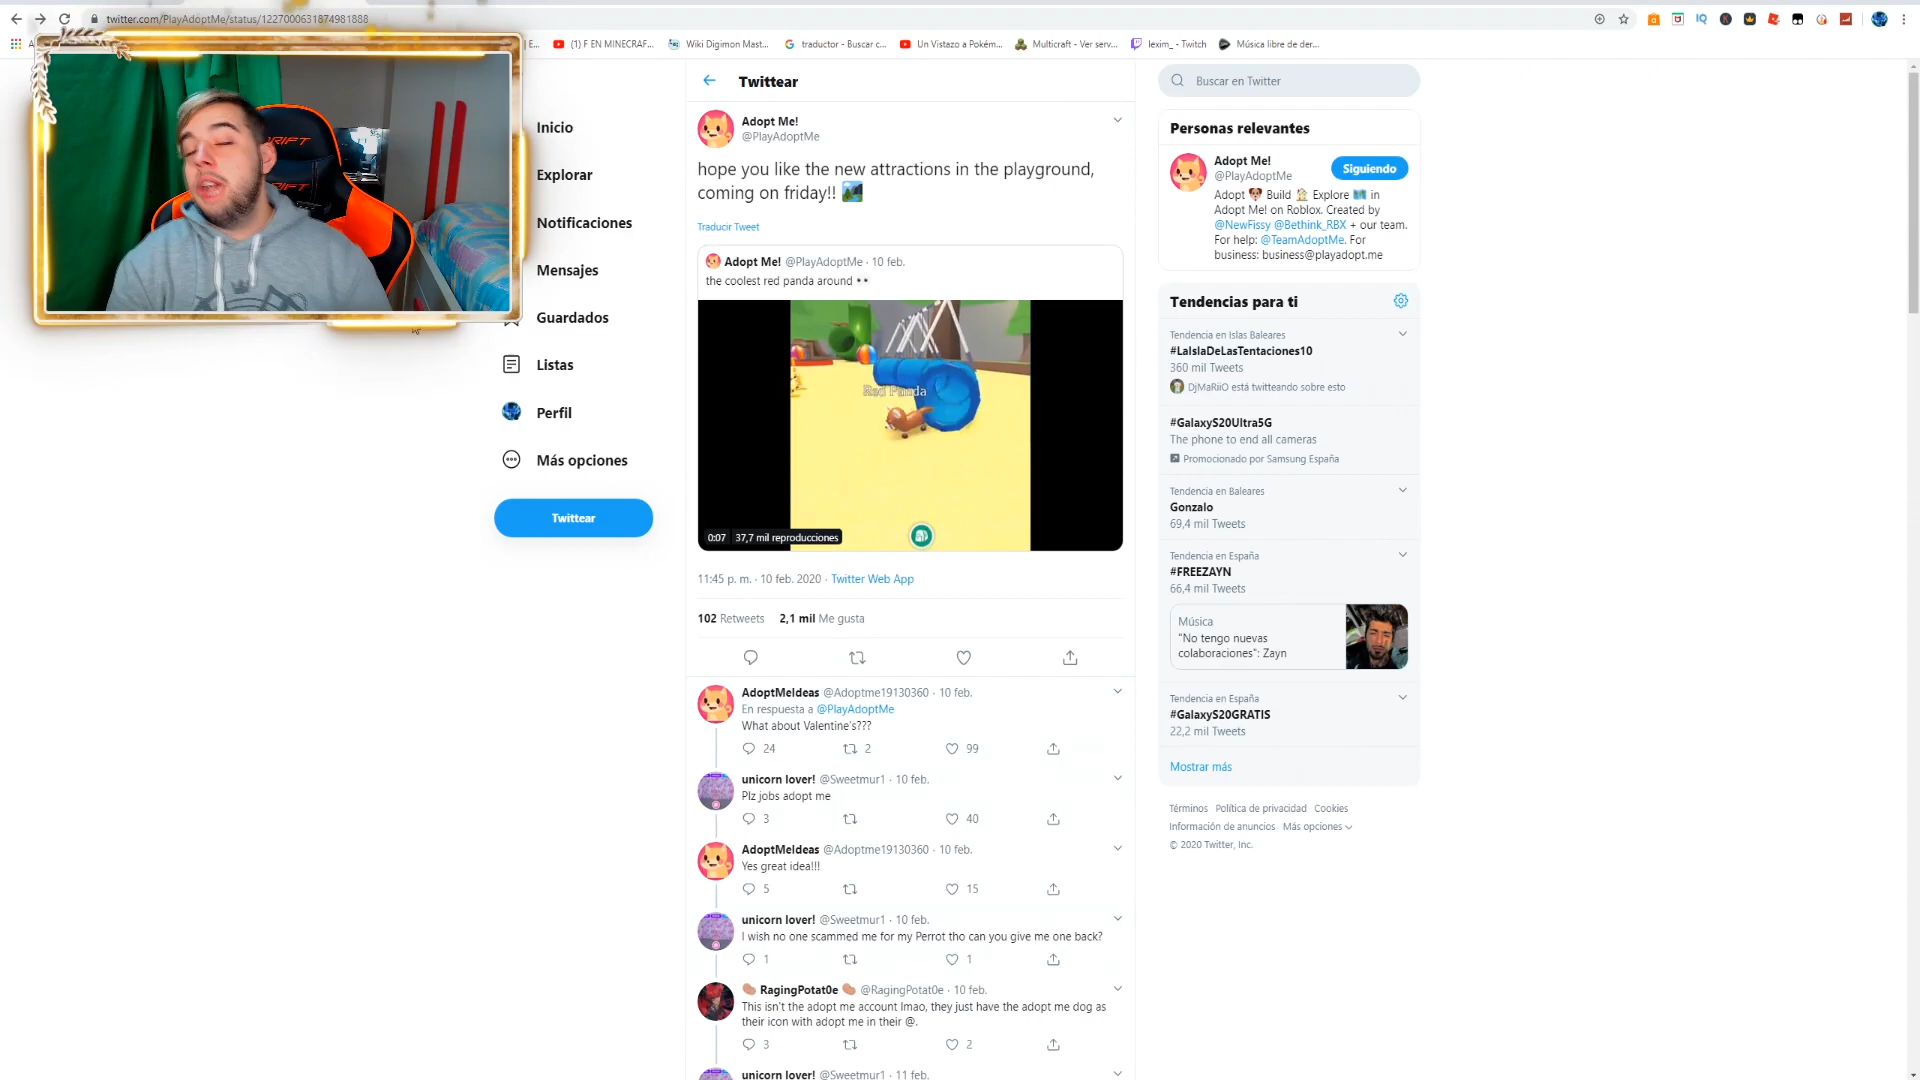 twitter.com/PlayAdoptMe/status/1227000631874981888
(1) F EN MINECRAF...
Wiki Digimon Mast...
traductor - Buscar c...
Un Vistazo a Pokém...
Multicraft - Ver serv...
lexim_ - Twitch
Música libre de der...
DRIFT
Inicio
Explorar
Notificaciones
Mensajes
Guardados
Listas
Perfil
Más opciones
Twittear
Twittear
Adopt Me!
@PlayAdoptMe
hope you like the new attractions in the playground,
coming on friday!!
Traducir Tweet
Adopt Me! @PlayAdoptMe · 10 feb.
the coolest red panda around
Red Panda
0:07 37,7 mil reproducciones
11:45 p. m. · 10 feb. 2020 · Twitter Web App
102 Retweets 2,1 mil Me gusta
AdoptMeIdeas @Adoptme19130360 · 10 feb.
En respuesta a @PlayAdoptMe
What about Valentine's???
24 2 99
unicorn lover! @Sweetmur1 · 10 feb.
Plz jobs adopt me
3 40
AdoptMeIdeas @Adoptme19130360 · 10 feb.
Yes great idea!!!
5 15
unicorn lover! @Sweetmur1 · 10 feb.
I wish no one scammed me for my Perrot tho can you give me one back?
1 1
RagingPotat0e @RagingPotat0e · 10 feb.
This isn't the adopt me account lmao, they just have the adopt me dog as
their icon with adopt me in their @.
3 2
unicorn lover! @Sweetmur1 · 11 feb.
Buscar en Twitter
Personas relevantes
Adopt Me!
@PlayAdoptMe
Siguiendo
Adopt Build Explore in
Adopt Me! on Roblox. Created by
@NewFissy @Bethink_RBX + our team.
For help: @TeamAdoptMe. For
business: business@playadopt.me
Tendencias para ti
Tendencia en Islas Baleares
#LaIslaDeLasTentaciones10
360 mil Tweets
DjMaRiiO está twitteando sobre esto
#GalaxyS20Ultra5G
The phone to end all cameras
Promocionado por Samsung España
Tendencia en Baleares
Gonzalo
69,4 mil Tweets
Tendencia en España
#FREEZAYN
66,4 mil Tweets
Música
"No tengo nuevas
colaboraciones": Zayn
Tendencia en España
#GalaxyS20GRATIS
22,2 mil Tweets
Mostrar más
Términos Política de privacidad Cookies
Información de anuncios Más opciones
© 2020 Twitter, Inc.